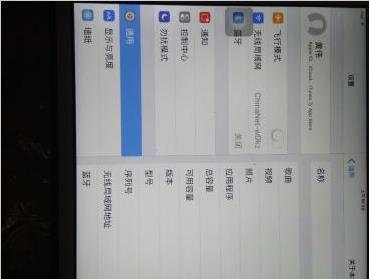 设置
黄伟
Apple ID、iCloud、iTunes 与 App Store
飞行模式
无线局域网
ChinaNet-wDkz
蓝牙
关闭
通知
控制中心
勿扰模式
通用
显示与亮度
墙纸
通用
关于本
名称
歌曲
视频
照片
应用程序
总容量
可用容量
版本
型号
序列号
无线局域网地址
蓝牙